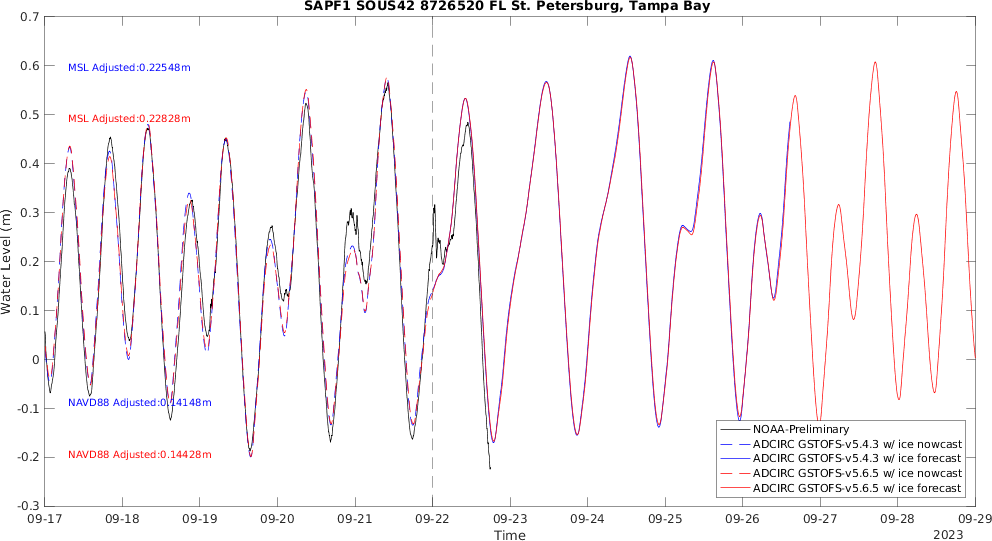 SAPF1 SOUS42 8726520 FL St. Petersburg, Tampa Bay
Water Level (m)
0.7
0.6
0.5
0.4
0.3
0.2
0.1
0
-0.1
-0.2
-0.3
MSL Adjusted:0.22548m
MSL Adjusted:0.22828m
NAVD88 Adjusted:0.14148m
NAVD88 Adjusted:0.14428m
NOAA-Preliminary
ADCIRC GSTOFS-v5.4.3 w/ ice nowcast
ADCIRC GSTOFS-v5.4.3 w/ ice forecast
ADCIRC GSTOFS-v5.6.5 w/ ice nowcast
ADCIRC GSTOFS-v5.6.5 w/ ice forecast
09-17 09-18 09-19 09-20 09-21 09-22 09-23 09-24 09-25 09-26 09-27 09-28 09-29
Time
2023